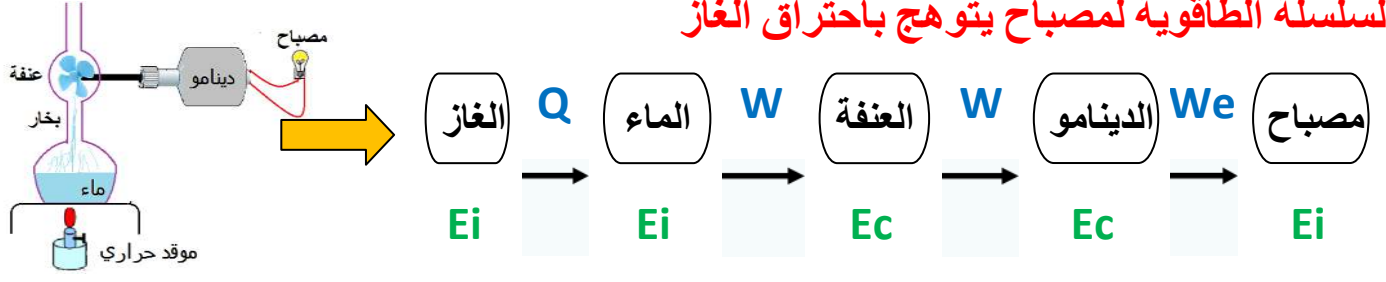 لسلسلة الطاقوية لمصباح يتوهج باحتراق الغاز
مصباح
عنفة
دينامو
بخار
ماء
موقد حراري
الغاز Q الماء W العنفة W الدينامو We مصباح
Ei Ei Ec Ec Ei